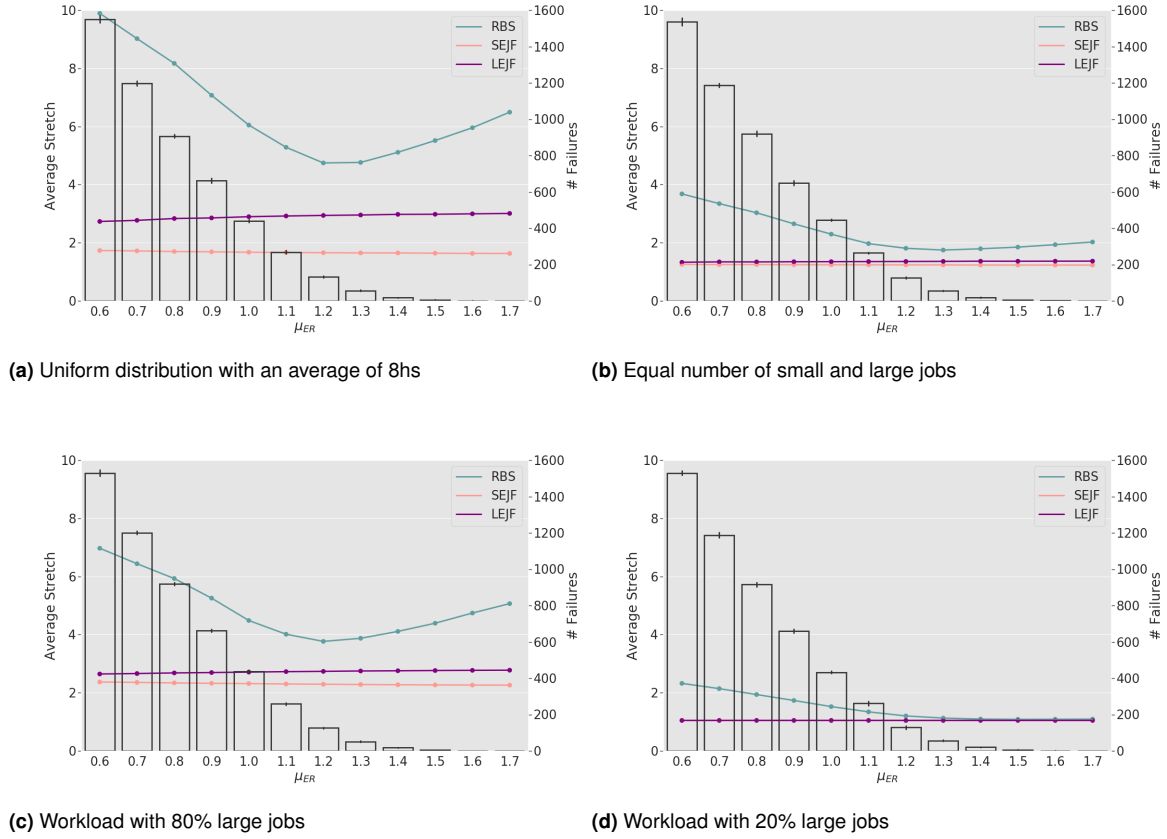 10
8
6
4
2
0
Average Stretch
1600
1400
1200
1000
800
600
400
200
0
# Failures
RBS
SEJF
LEJF
0.6 0.7 0.8 0.9 1.0 1.1 1.2 1.3 1.4 1.5 1.6 1.7
μER
(a) Uniform distribution with an average of 8hs
10
8
6
4
2
0
Average Stretch
1600
1400
1200
1000
800
600
400
200
0
# Failures
RBS
SEJF
LEJF
0.6 0.7 0.8 0.9 1.0 1.1 1.2 1.3 1.4 1.5 1.6 1.7
μER
(b) Equal number of small and large jobs
10
8
6
4
2
0
Average Stretch
1600
1400
1200
1000
800
600
400
200
0
# Failures
RBS
SEJF
LEJF
0.6 0.7 0.8 0.9 1.0 1.1 1.2 1.3 1.4 1.5 1.6 1.7
μER
(c) Workload with 80% large jobs
10
8
6
4
2
0
Average Stretch
1600
1400
1200
1000
800
600
400
200
0
# Failures
RBS
SEJF
LEJF
0.6 0.7 0.8 0.9 1.0 1.1 1.2 1.3 1.4 1.5 1.6 1.7
μER
(d) Workload with 20% large jobs